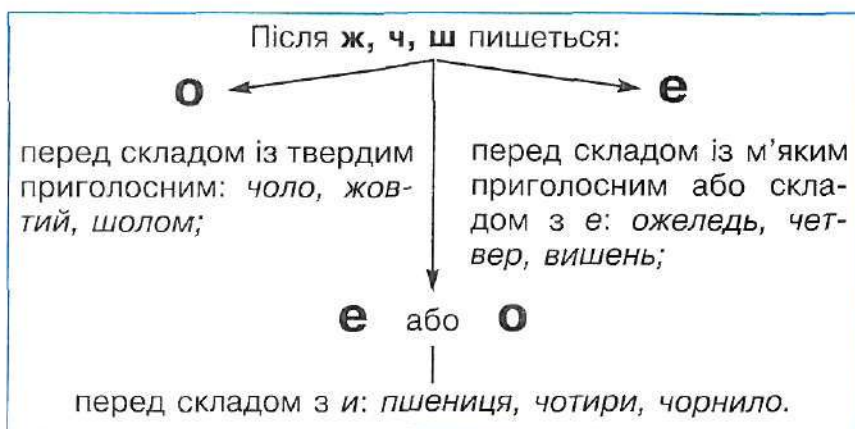 Після ж, ч, ш пишеться:
о е
перед складом із твердим
приголосним: чоло, жов-
тий, шолом;
перед складом із м’яким
приголосним або скла-
дом з е: ожеледь, чет-
вер, вишень;
е або о
перед складом з и: пшениця, чотири, чорнило.